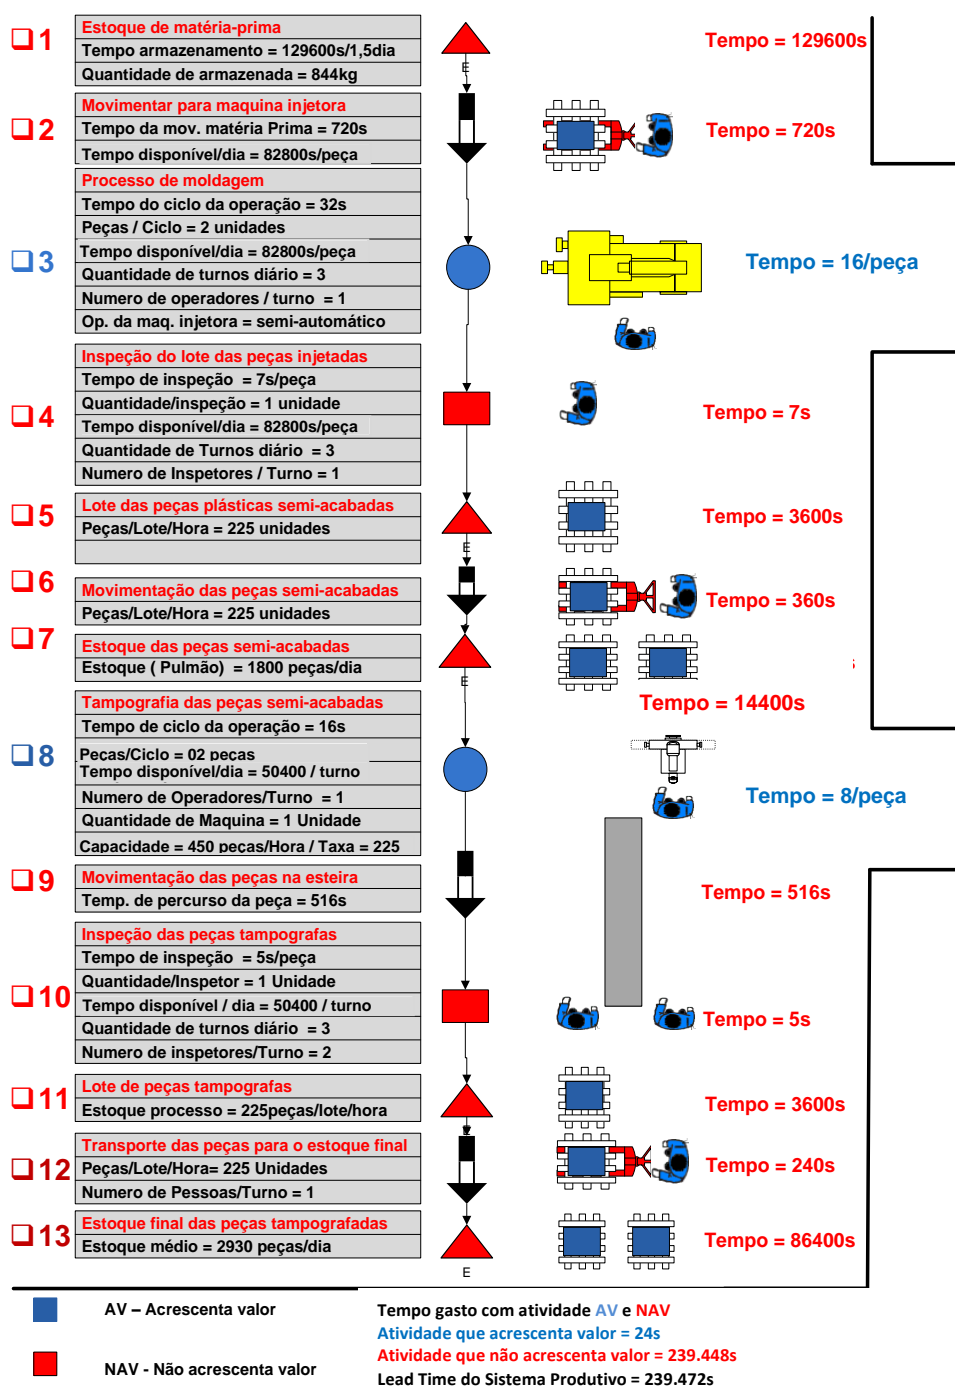 1
Estoque de matéria-prima
Tempo armazenamento = 129600s/1,5dia
Quantidade de armazenada = 844kg
E
Tempo = 129600s
2
Movimentar para maquina injetora
Tempo da mov. matéria Prima = 720s
Tempo disponível/dia = 82800s/peça
Tempo = 720s
3
Processo de moldagem
Tempo do ciclo da operação = 32s
Peças / Ciclo = 2 unidades
Tempo disponível/dia = 82800s/peça
Quantidade de turnos diário = 3
Numero de operadores / turno = 1
Op. da maq. injetora = semi-automático
Tempo = 16/peça
4
Inspeção do lote das peças injetadas
Tempo de inspeção = 7s/peça
Quantidade/inspeção = 1 unidade
Tempo disponível/dia = 82800s/peça
Quantidade de Turnos diário = 3
Numero de Inspetores / Turno = 1
Tempo = 7s
5
Lote das peças plásticas semi-acabadas
Peças/Lote/Hora = 225 unidades
E
Tempo = 3600s
6
Movimentação das peças semi-acabadas
Peças/Lote/Hora = 225 unidades
Tempo = 360s
7
Estoque das peças semi-acabadas
Estoque ( Pulmão) = 1800 peças/dia
E
Tempo = 14400s
8
Tampografia das peças semi-acabadas
Tempo de ciclo da operação = 16s
Peças/Ciclo = 02 peças
Tempo disponível/dia = 50400 / turno
Numero de Operadores/Turno = 1
Quantidade de Maquina = 1 Unidade
Capacidade = 450 peças/Hora / Taxa = 225
Tempo = 8/peça
9
Movimentação das peças na esteira
Temp. de percurso da peça = 516s
Tempo = 516s
10
Inspeção das peças tampografas
Tempo de inspeção = 5s/peça
Quantidade/Inspetor = 1 Unidade
Tempo disponível / dia = 50400 / turno
Quantidade de turnos diário = 3
Numero de inspetores/Turno = 2
Tempo = 5s
11
Lote de peças tampografas
Estoque processo = 225peças/lote/hora
E
Tempo = 3600s
12
Transporte das peças para o estoque final
Peças/Lote/Hora= 225 Unidades
Numero de Pessoas/Turno = 1
Tempo = 240s
13
Estoque final das peças tampografadas
Estoque médio = 2930 peças/dia
E
Tempo = 86400s
AV – Acrescenta valor
NAV - Não acrescenta valor
Tempo gasto com atividade AV e NAV
Atividade que acrescenta valor = 24s
Atividade que não acrescenta valor = 239.448s
Lead Time do Sistema Produtivo = 239.472s